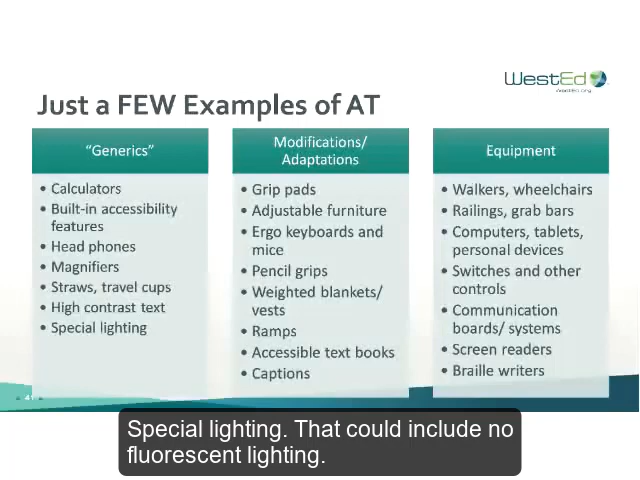 WestEd
WestEd.org
Just a FEW Examples of AT
"Generics"
• Calculators
• Built-in accessibility
features
• Head phones
• Magnifiers
• Straws, travel cups
• High contrast text
• Special lighting
Modifications/
Adaptations
• Grip pads
• Adjustable furniture
• Ergo keyboards and
mice
• Pencil grips
• Weighted blankets/
vests
• Ramps
• Accessible text books
• Captions
Equipment
• Walkers, wheelchairs
• Railings, grab bars
• Computers, tablets,
personal devices
• Switches and other
controls
• Communication
boards/ systems
• Screen readers
• Braille writers
Special lighting. That could include no
fluorescent lighting.